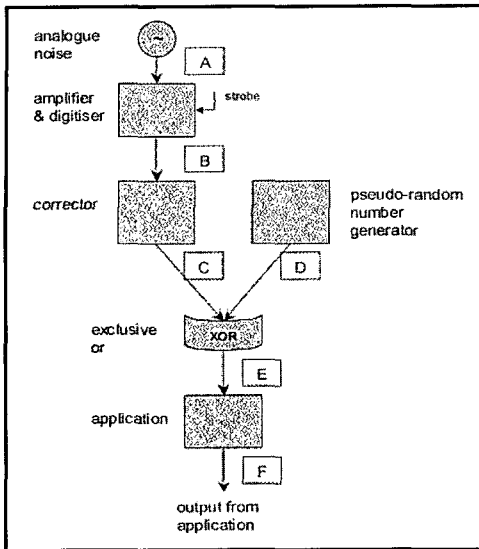 analogue
noise
~
A
amplifier
& digitiser
strobe
B
corrector
pseudo-random
number
generator
C
D
exclusive
or
XOR
E
application
F
output from
application